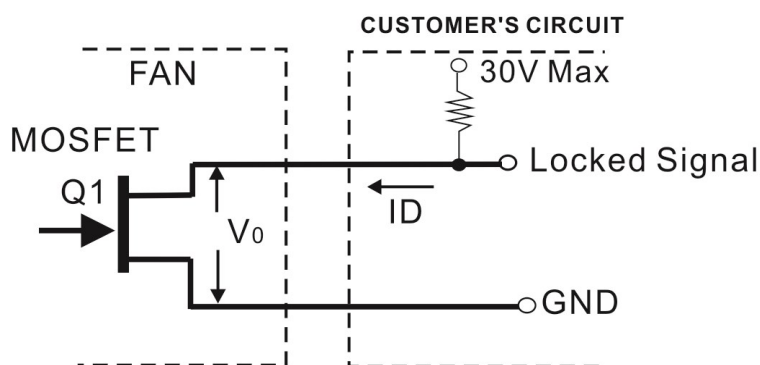 CUSTOMER'S CIRCUIT
FAN
30V Max
MOSFET
Locked Signal
Q1
ID
V0
GND